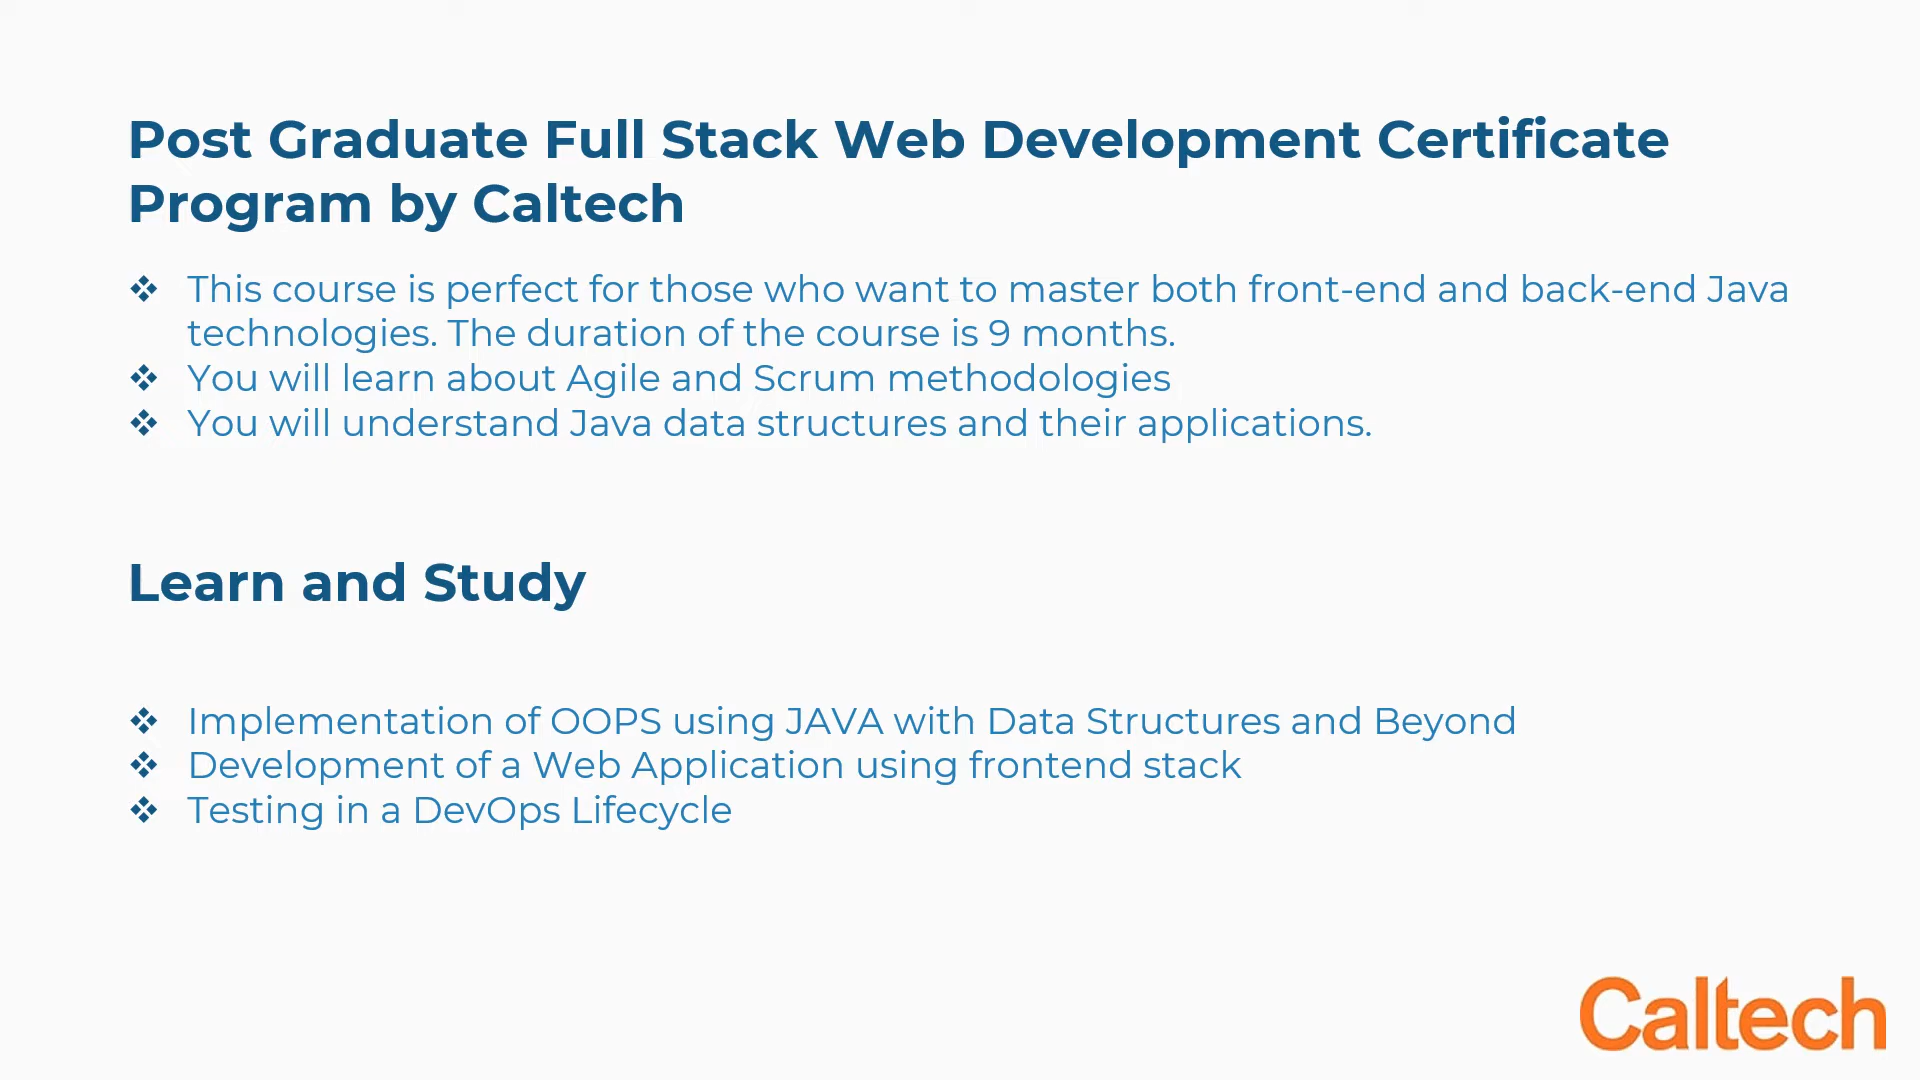 Post Graduate Full Stack Web Development Certificate
Program by Caltech
❖ This course is perfect for those who want to master both front-end and back-end Java
technologies. The duration of the course is 9 months.
❖ You will learn about Agile and Scrum methodologies
❖ You will understand Java data structures and their applications.
Learn and Study
❖ Implementation of OOPS using JAVA with Data Structures and Beyond
❖ Development of a Web Application using frontend stack
❖ Testing in a DevOps Lifecycle
Caltech